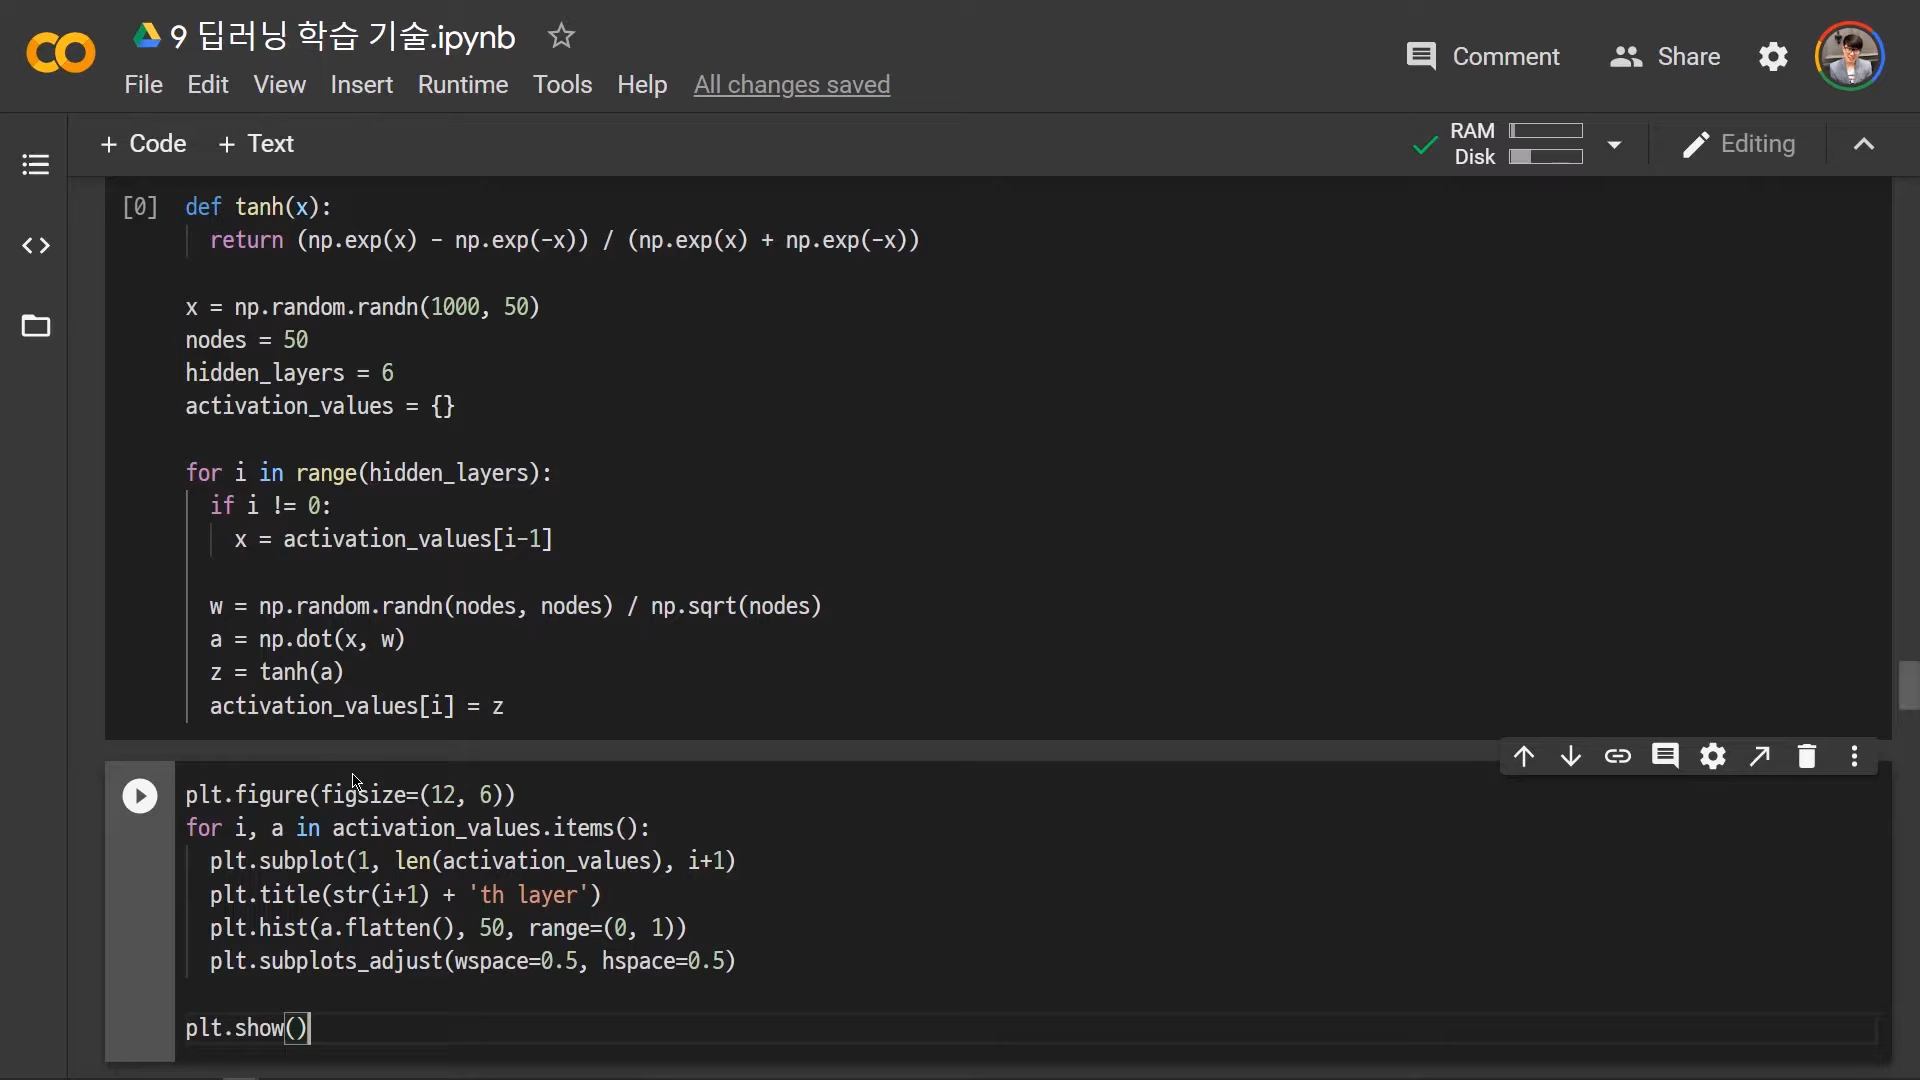 9 딥러닝 학습 기술.ipynb
Comment
Share
File Edit View Insert Runtime Tools Help All changes saved
+ Code + Text
RAM
Disk
Editing
[0] def tanh(x):
return (np.exp(x) - np.exp(-x)) / (np.exp(x) + np.exp(-x))
x = np.random.randn(1000, 50)
nodes = 50
hidden_layers = 6
activation_values = {}
for i in range(hidden_layers):
if i != 0:
x = activation_values[i-1]
w = np.random.randn(nodes, nodes) / np.sqrt(nodes)
a = np.dot(x, w)
z = tanh(a)
activation_values[i] = z
plt.figure(figsize=(12, 6))
for i, a in activation_values.items():
plt.subplot(1, len(activation_values), i+1)
plt.title(str(i+1) + 'th layer')
plt.hist(a.flatten(), 50, range=(0, 1))
plt.subplots_adjust(wspace=0.5, hspace=0.5)
plt.show()